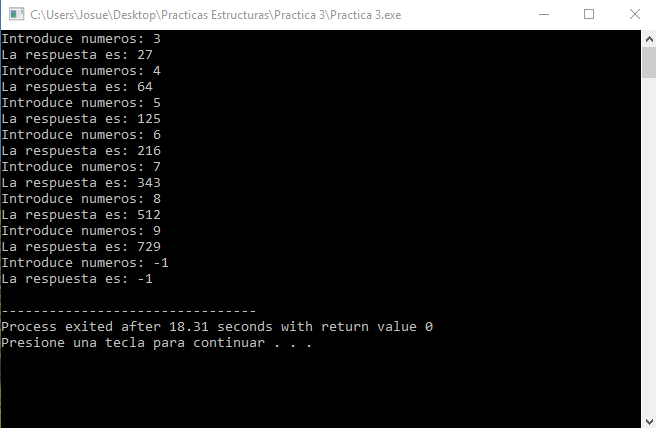 C:\Users\Josue\Desktop\Practicas Estructuras\Practica 3\Practica 3.exe
Introduce numeros: 3
La respuesta es: 27
Introduce numeros: 4
La respuesta es: 64
Introduce numeros: 5
La respuesta es: 125
Introduce numeros: 6
La respuesta es: 216
Introduce numeros: 7
La respuesta es: 343
Introduce numeros: 8
La respuesta es: 512
Introduce numeros: 9
La respuesta es: 729
Introduce numeros: -1
La respuesta es: -1
--------------------------------
Process exited after 18.31 seconds with return value 0
Presione una tecla para continuar . . .